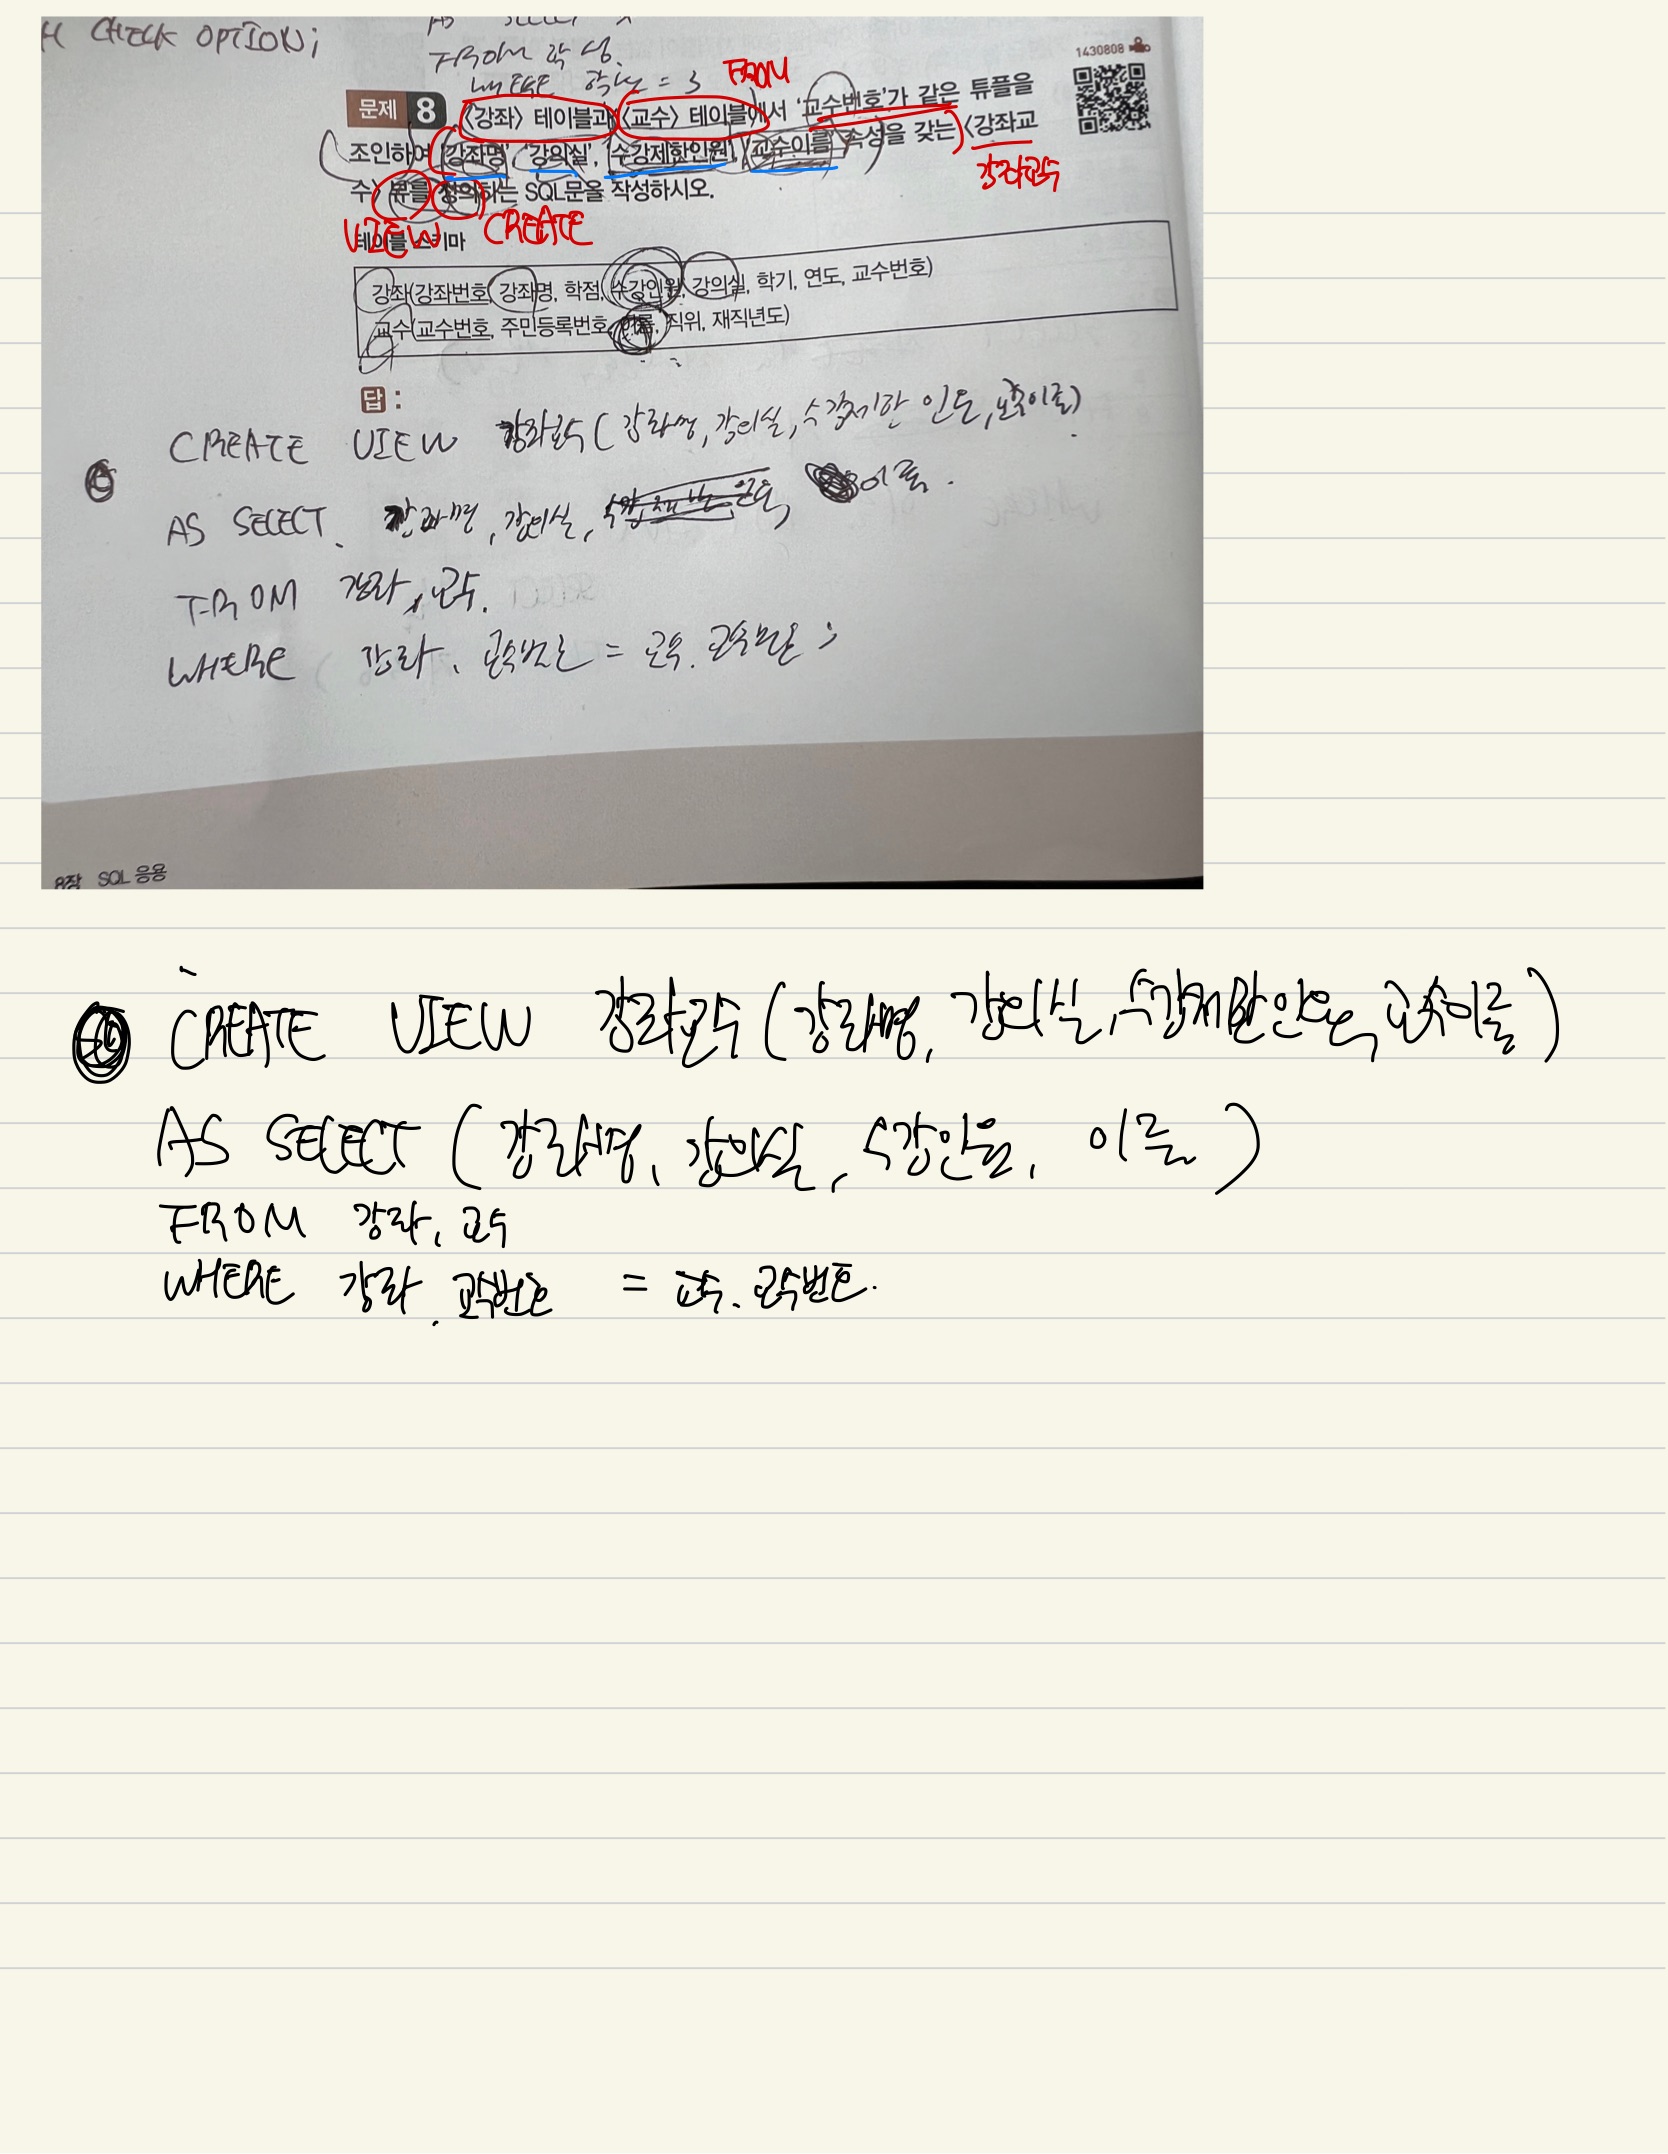 H CHECK OPTION;
AS SELECT *
FROM 학생
WHERE 학년 = 3
FROM
1430808
문제 8 〈강좌〉 테이블과 〈교수〉 테이블에서 '교수번호'가 같은 튜플을
조인하여 '강좌명', '강의실', '수강제한인원', '교수이름' 속성을 갖는 〈강좌교
강좌교수
수〉 뷰를 정의하는 SQL문을 작성하시오.
VIEW CREATE
테이블 스키마
강좌(강좌번호, 강좌명, 학점, 수강인원, 강의실, 학기, 연도, 교수번호)
교수(교수번호, 주민등록번호, 이름, 직위, 재직년도)
답 :
CREATE VIEW 강좌교수(강좌명, 강의실, 수강제한인원, 교수이름)
AS SELECT 강좌명, 강의실, 이름
FROM 강좌, 교수
WHERE 강좌.교수번호 = 교수.교수번호;
8장 SQL 응용
CREATE VIEW 강좌교수(강좌명, 강의실, 수강제한인원, 교수이름)
AS SELECT (강좌명, 강의실, 수강인원, 이름)
FROM 강좌, 교수
WHERE 강좌.교수번호 = 교수.교수번호.